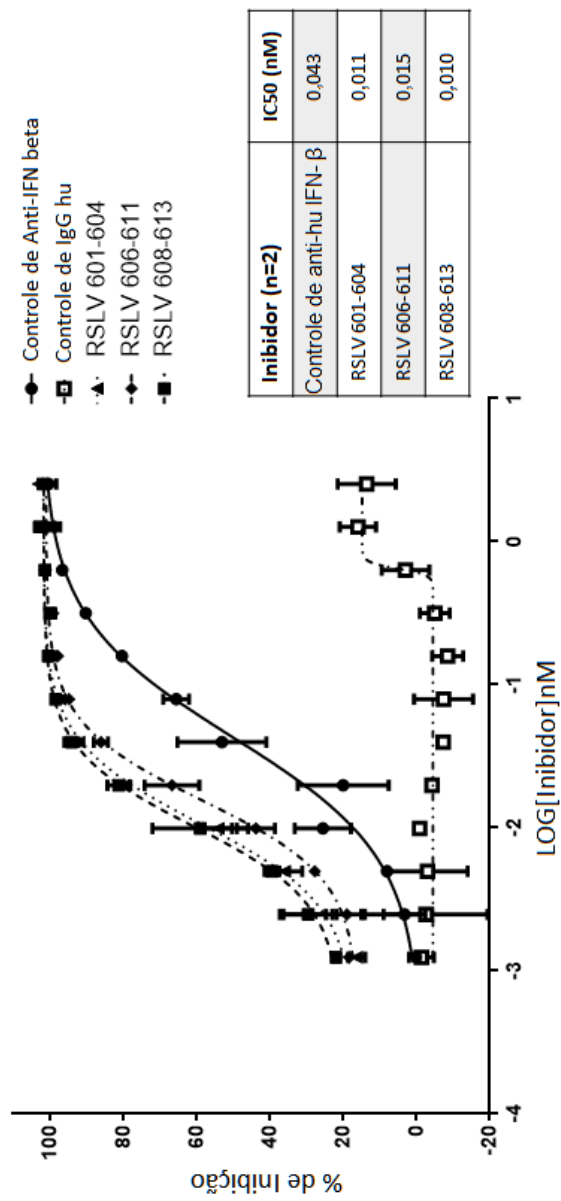 Controle de Anti-IFN beta
Controle de IgG hu
RSLV 601-604
RSLV 606-611
RSLV 608-613
Inibidor (n=2) IC50 (nM)
Controle de anti-hu IFN-β 0,043
RSLV 601-604 0,011
RSLV 606-611 0,015
RSLV 608-613 0,010
% de Inibição
100
80
60
40
20
0
-20
-4 -3 -2 -1 0 1
LOG[Inibidor]nM